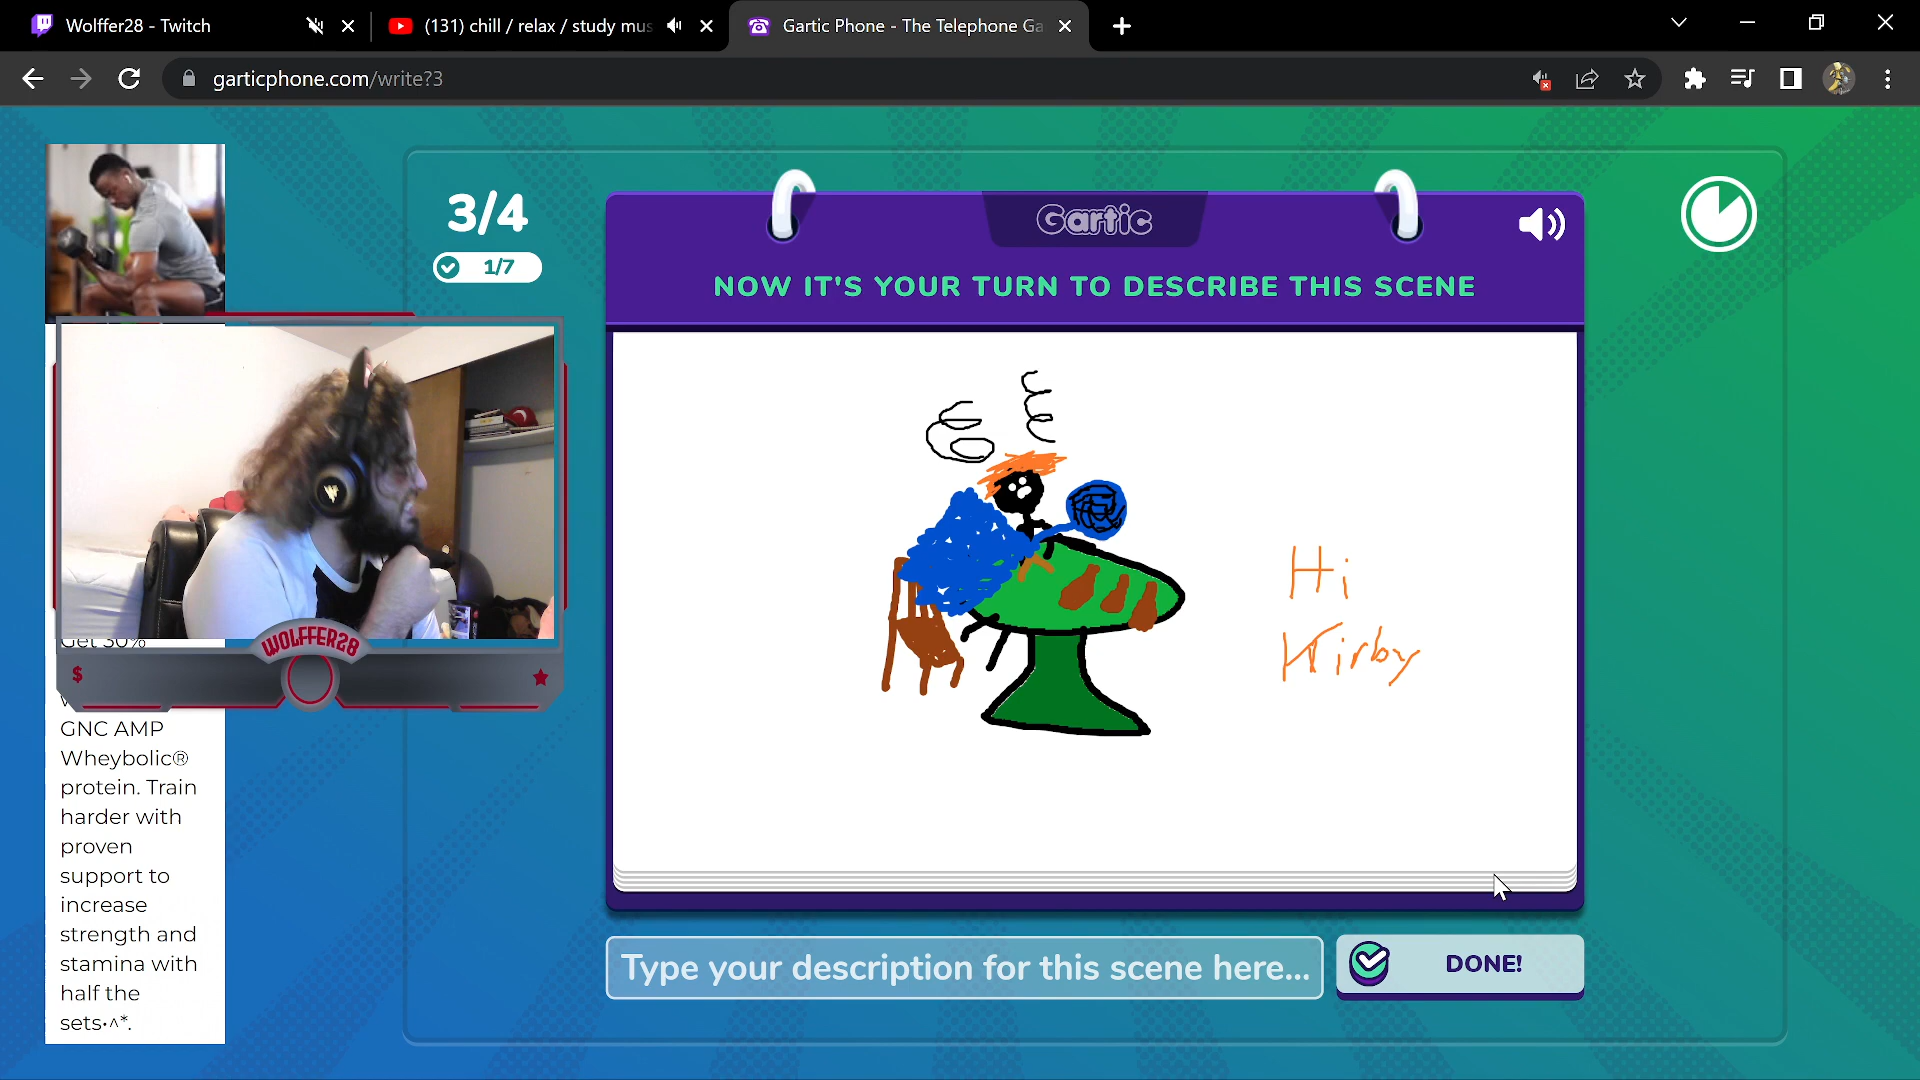 Wolffer28 - Twitch
(131) chill / relax / study mus
Gartic Phone - The Telephone Ga
garticphone.com/write?3
3/4
1/7
Gartic
NOW IT'S YOUR TURN TO DESCRIBE THIS SCENE
Hi
Kirby
WOLFFER28
$
Get 30%
GNC AMP
Wheybolic®
protein. Train
harder with
proven
support to
increase
strength and
stamina with
half the
sets•^*.
Type your description for this scene here...
DONE!